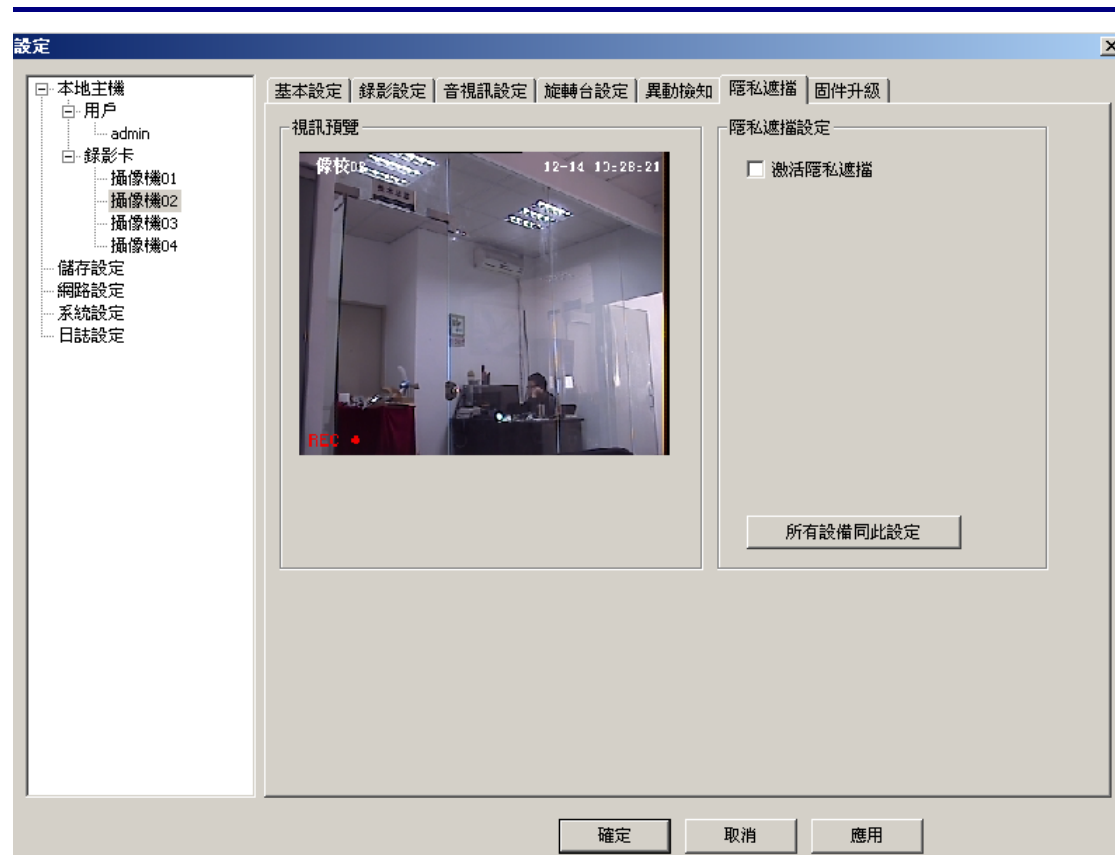 設定
本地主機
用戶
admin
錄影卡
攝像機01
攝像機02
攝像機03
攝像機04
儲存設定
網路設定
系統設定
日誌設定
基本設定 錄影設定 音視訊設定 旋轉台設定 異動檢知 隱私遮擋 固件升級
視訊預覽
12-14 10:28:21
REC
隱私遮擋設定
激活隱私遮擋
所有設備同此設定
確定 取消 應用